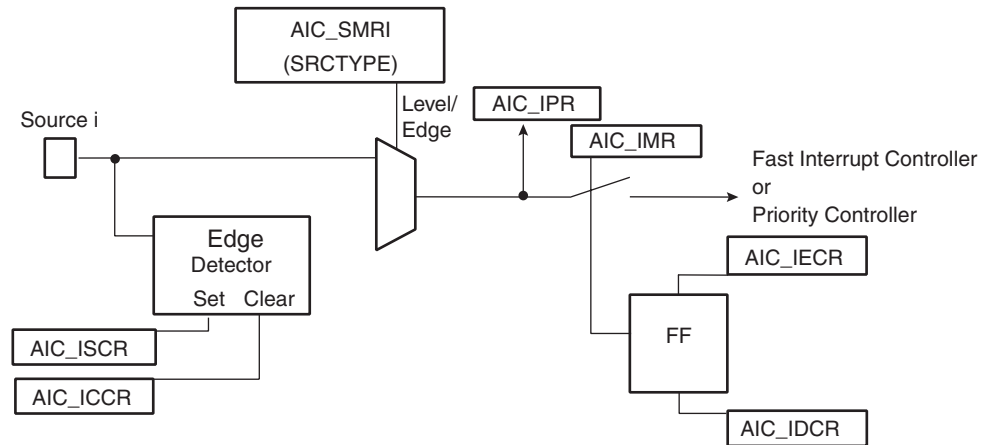 AIC_SMRI
(SRCTYPE)
Source i
Level/
Edge
AIC_IPR
AIC_IMR
Fast Interrupt Controller
or
Priority Controller
Edge
Detector
Set Clear
AIC_IECR
FF
AIC_ISCR
AIC_ICCR
AIC_IDCR